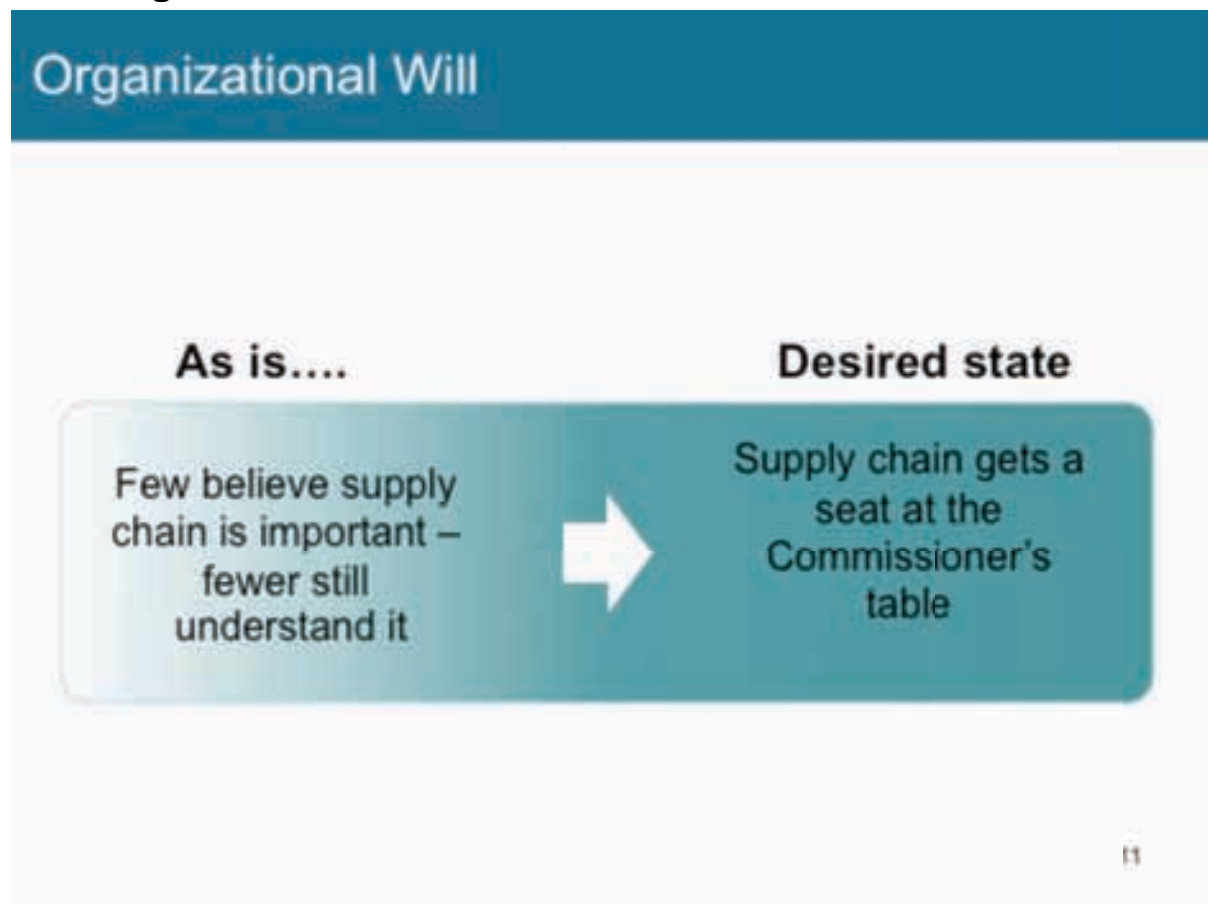 Organizational Will
As is....
Desired state
Few believe supply
chain is important –
fewer still
understand it
Supply chain gets a
seat at the
Commissioner's
table
11